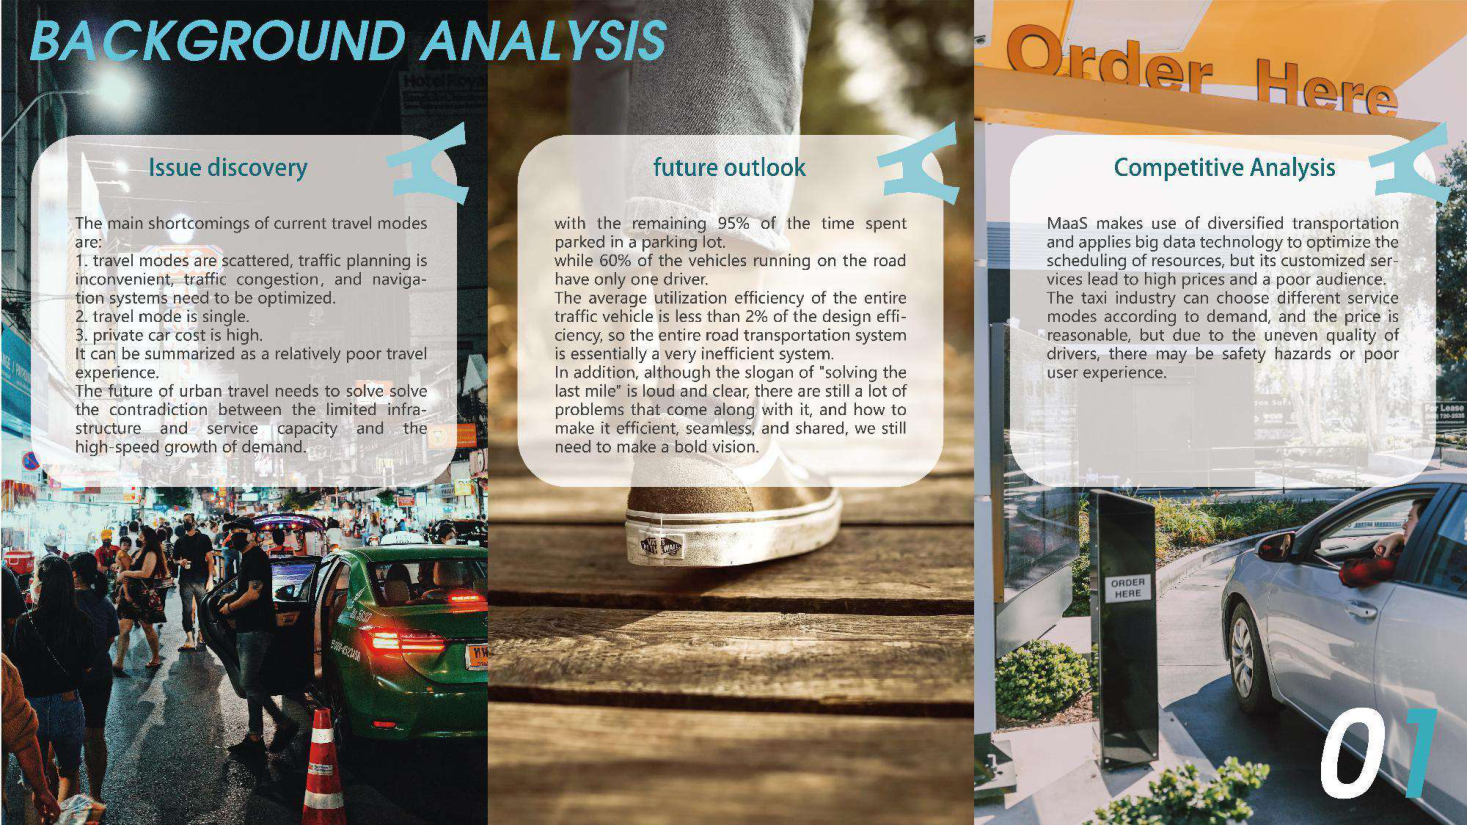 BACKGROUND ANALYSIS
Order Here
Issue discovery
The main shortcomings of current travel modes
are:
1. travel modes are scattered, traffic planning is
inconvenient, traffic congestion, and naviga-
tion systems need to be optimized.
2. travel mode is single.
3. private car cost is high.
It can be summarized as a relatively poor travel
experience.
The future of urban travel needs to solve solve
the contradiction between the limited infra-
structure and service capacity and the
high-speed growth of demand.
future outlook
with the remaining 95% of the time spent
parked in a parking lot.
while 60% of the vehicles running on the road
have only one driver.
The average utilization efficiency of the entire
traffic vehicle is less than 2% of the design effi-
ciency, so the entire road transportation system
is essentially a very inefficient system.
In addition, although the slogan of "solving the
last mile" is loud and clear, there are still a lot of
problems that come along with it, and how to
make it efficient, seamless, and shared, we still
need to make a bold vision.
Competitive Analysis
MaaS makes use of diversified transportation
and applies big data technology to optimize the
scheduling of resources, but its customized ser-
vices lead to high prices and a poor audience.
The taxi industry can choose different service
modes according to demand, and the price is
reasonable, but due to the uneven quality of
drivers, there may be safety hazards or poor
user experience.
For Lease
ORDER
HERE
01